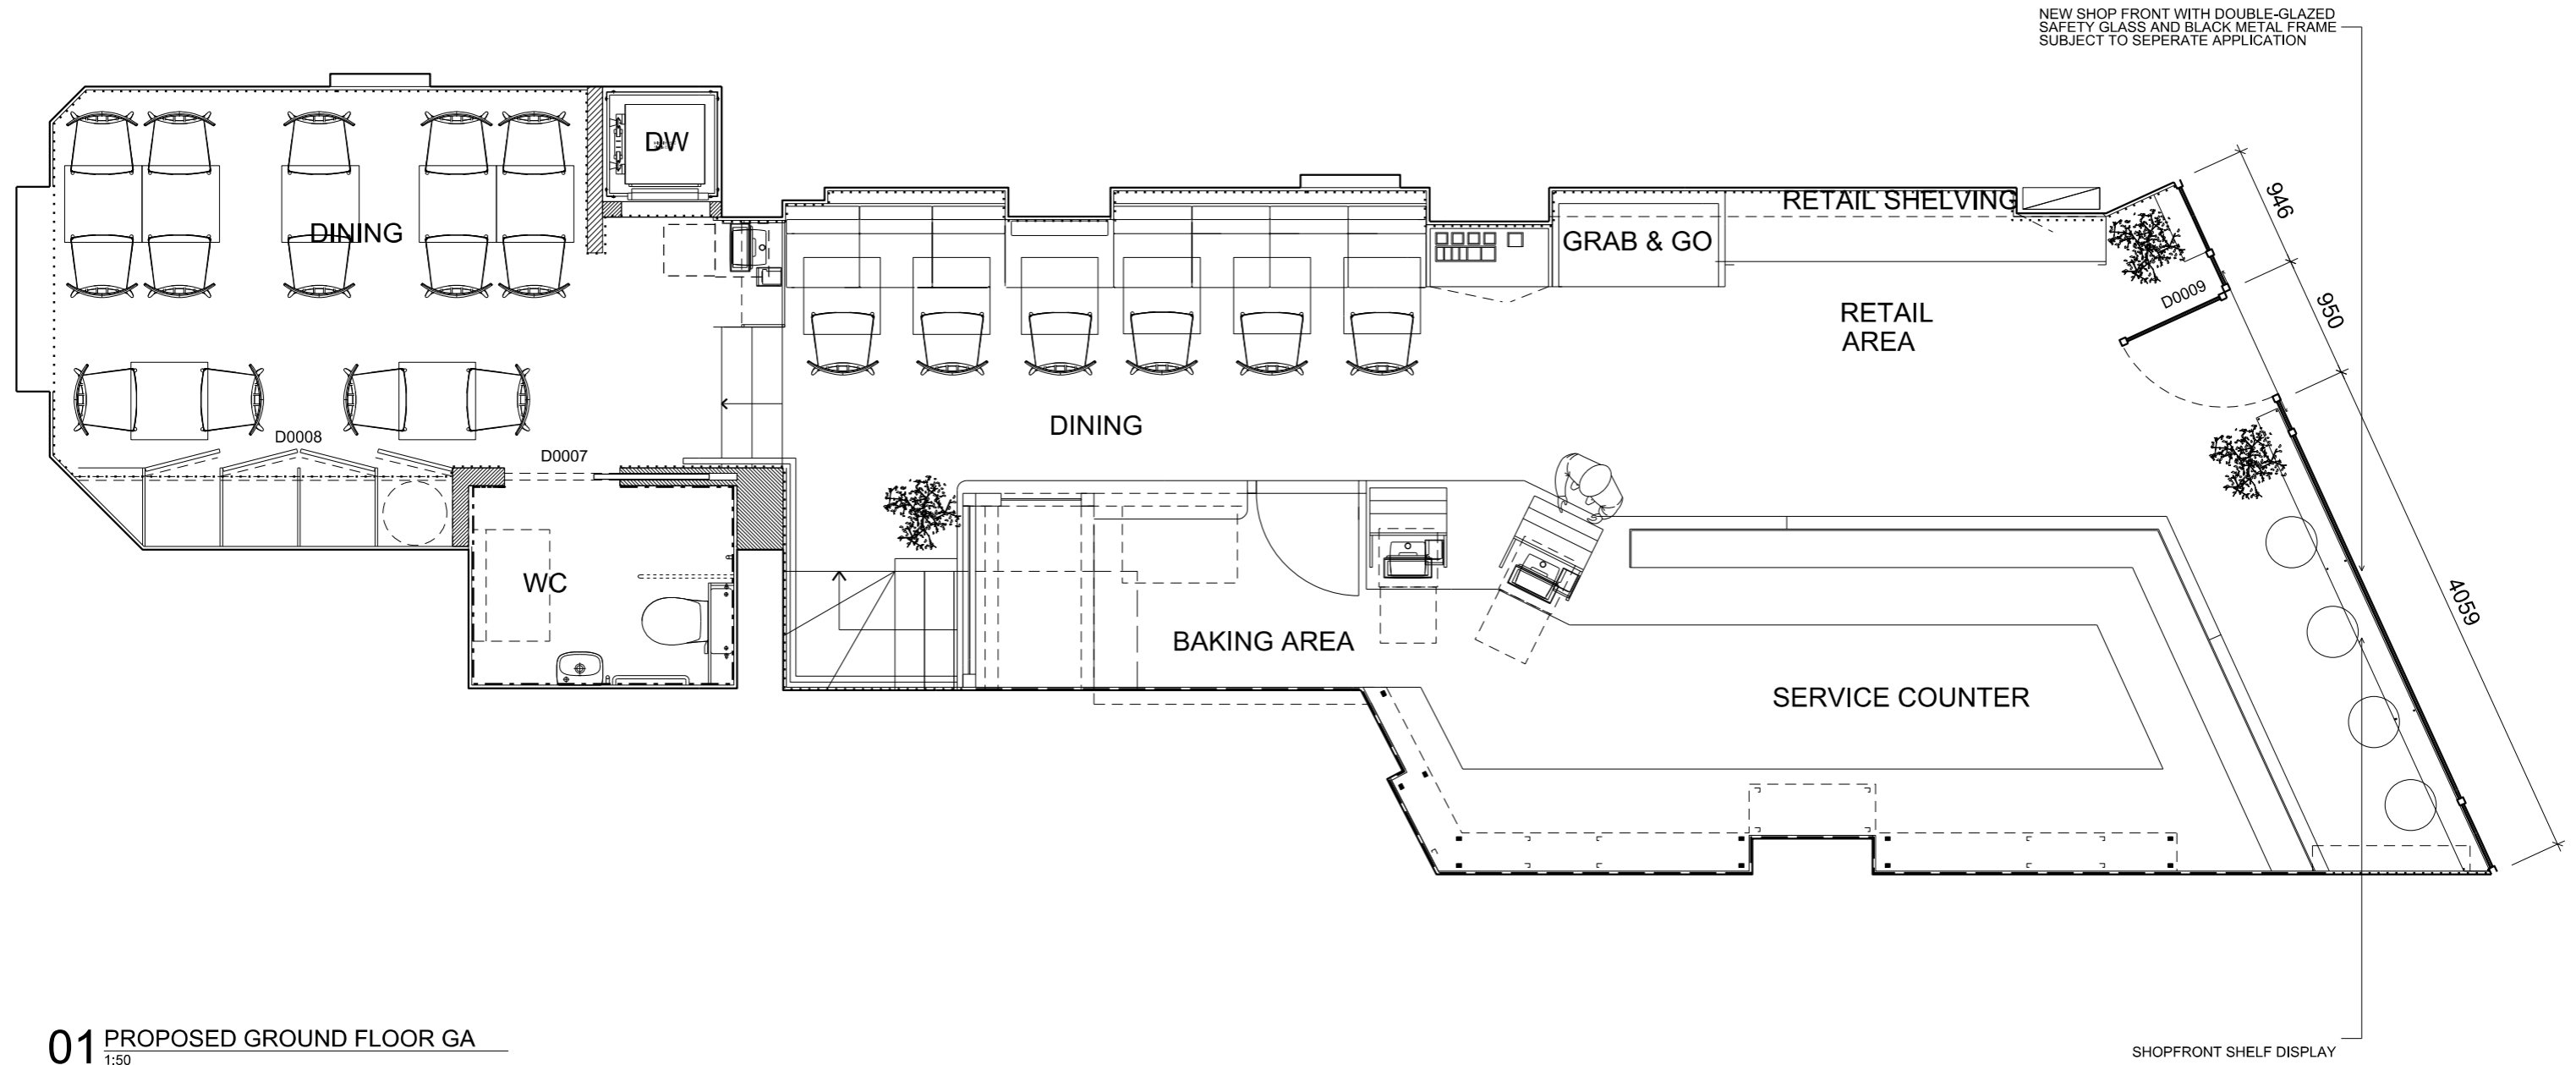 NEW SHOP FRONT WITH DOUBLE-GLAZED
SAFETY GLASS AND BLACK METAL FRAME
SUBJECT TO SEPERATE APPLICATION
DW
DINING
RETAIL SHELVING
GRAB & GO
946
D0009
950
RETAIL
AREA
DINING
D0008
D0007
WC
BAKING AREA
4059
SERVICE COUNTER
01 PROPOSED GROUND FLOOR GA
1:50
SHOPFRONT SHELF DISPLAY